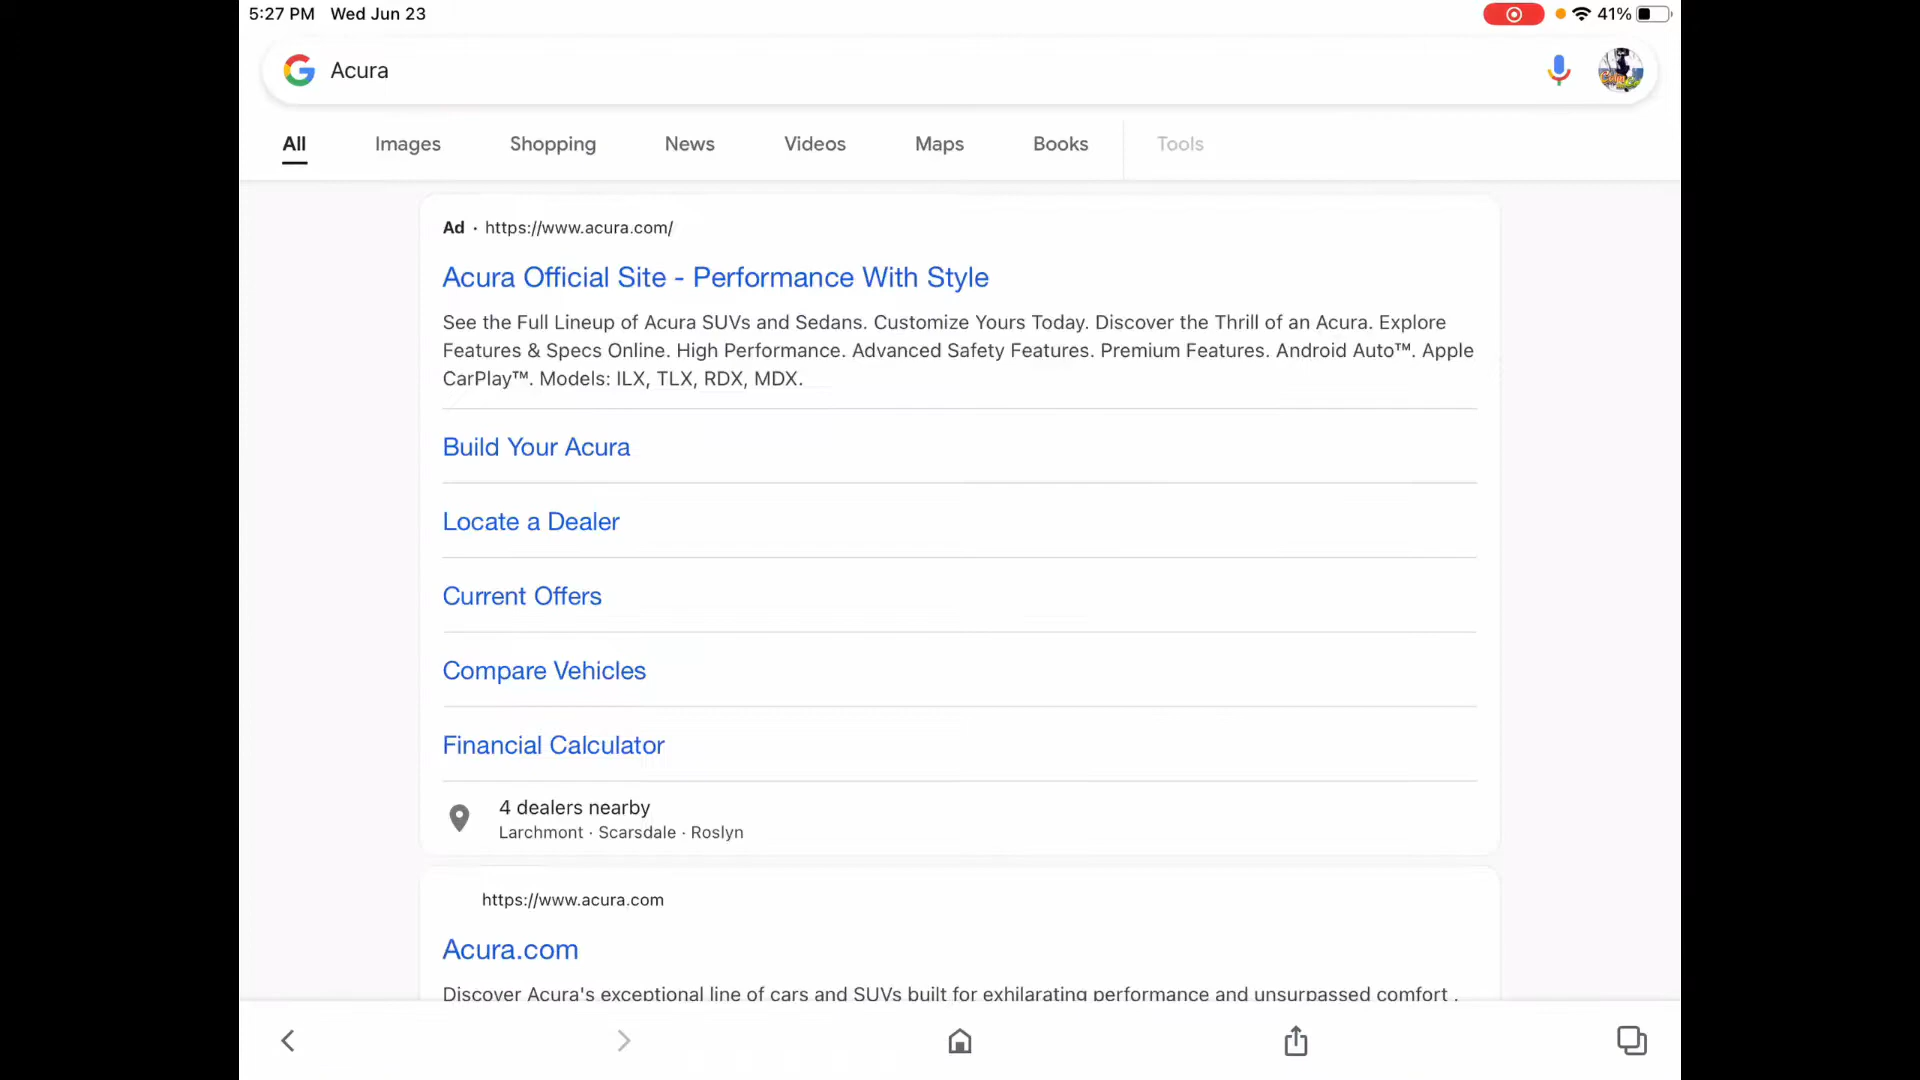 5:27 PM Wed Jun 23
41%
Acura
All Images Shopping News Videos Maps Books Tools
Ad · https://www.acura.com/
Acura Official Site - Performance With Style
See the Full Lineup of Acura SUVs and Sedans. Customize Yours Today. Discover the Thrill of an Acura. Explore
Features & Specs Online. High Performance. Advanced Safety Features. Premium Features. Android Auto™. Apple
CarPlay™. Models: ILX, TLX, RDX, MDX.
Build Your Acura
Locate a Dealer
Current Offers
Compare Vehicles
Financial Calculator
4 dealers nearby
Larchmont · Scarsdale · Roslyn
https://www.acura.com
Acura.com
Discover Acura's exceptional line of cars and SUVs built for exhilarating performance and unsurpassed comfort .